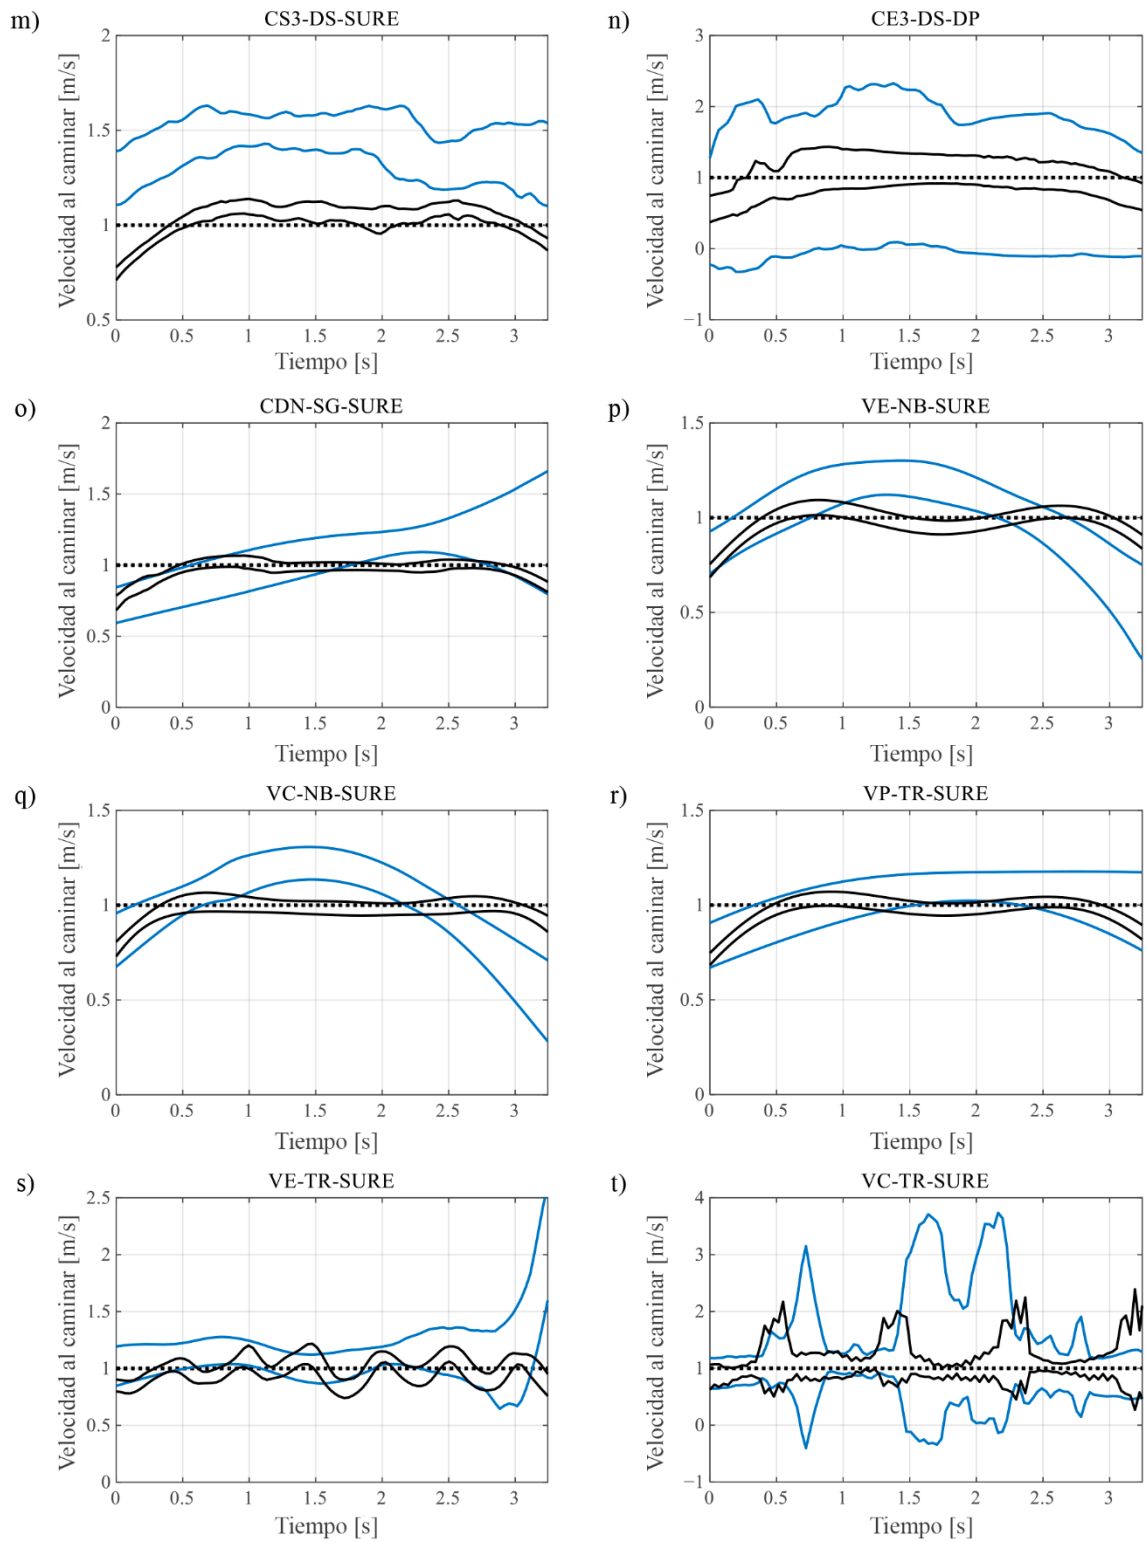 m) CS3-DS-SURE
2
1.5
1
0.5
Velocidad al caminar [m/s]
0 0.5 1 1.5 2 2.5 3
Tiempo [s]
n) CE3-DS-DP
3
2
1
0
−1
Velocidad al caminar [m/s]
0 0.5 1 1.5 2 2.5 3
Tiempo [s]
o) CDN-SG-SURE
2
1.5
1
0.5
0
Velocidad al caminar [m/s]
0 0.5 1 1.5 2 2.5 3
Tiempo [s]
p) VE-NB-SURE
1.5
1
0.5
0
Velocidad al caminar [m/s]
0 0.5 1 1.5 2 2.5 3
Tiempo [s]
q) VC-NB-SURE
1.5
1
0.5
0
Velocidad al caminar [m/s]
0 0.5 1 1.5 2 2.5 3
Tiempo [s]
r) VP-TR-SURE
1.5
1
0.5
0
Velocidad al caminar [m/s]
0 0.5 1 1.5 2 2.5 3
Tiempo [s]
s) VE-TR-SURE
2.5
2
1.5
1
0.5
0
Velocidad al caminar [m/s]
0 0.5 1 1.5 2 2.5 3
Tiempo [s]
t) VC-TR-SURE
4
3
2
1
0
−1
Velocidad al caminar [m/s]
0 0.5 1 1.5 2 2.5 3
Tiempo [s]